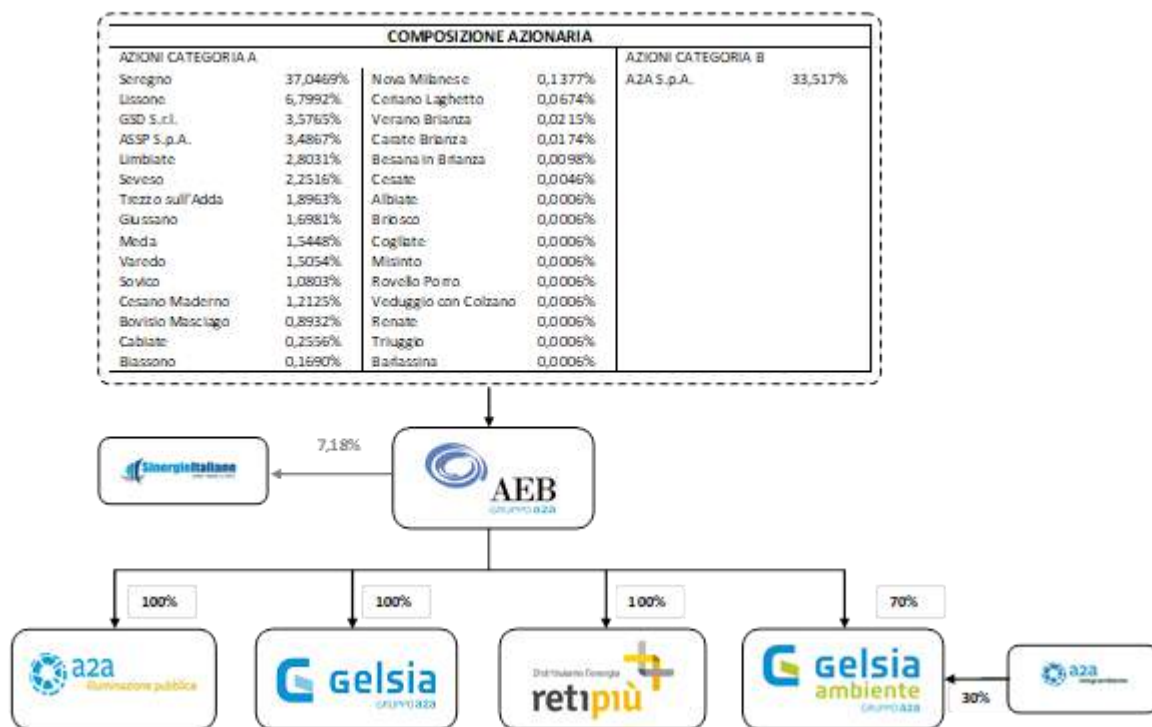 COMPOSIZIONE AZIONARIA
AZIONI CATEGORIA A
Seregno 37,0469%
Lissone 6,7992%
GSD S.r.l. 3,5765%
ASSP S.p.A. 3,4867%
Limbiate 2,8031%
Seveso 2,2516%
Trezzo sull'Adda 1,8963%
Giussano 1,6981%
Meda 1,5448%
Varedo 1,5054%
Sovico 1,0803%
Cesano Maderno 1,2125%
Bovisio Masciago 0,8932%
Cabiate 0,2556%
Biassono 0,1690%
Nova Milanese 0,1377%
Ceriano Laghetto 0,0674%
Verano Brianza 0,0215%
Carate Brianza 0,0174%
Besana in Brianza 0,0098%
Cesate 0,0046%
Albiate 0,0006%
Briosco 0,0006%
Cogliate 0,0006%
Misinto 0,0006%
Rovello Porro 0,0006%
Veduggio con Colzano 0,0006%
Renate 0,0006%
Triuggio 0,0006%
Barlassina 0,0006%
AZIONI CATEGORIA B
A2A S.p.A. 33,517%
SinergieItaliane
7,18%
AEB
GRUPPO a2a
100%
100%
100%
70%
a2a
illuminazione pubblica
Gelsia
GRUPPO a2a
Distribuiamo l'energia
retipiù
Gelsia
ambiente
GRUPPO a2a
30%
a2a